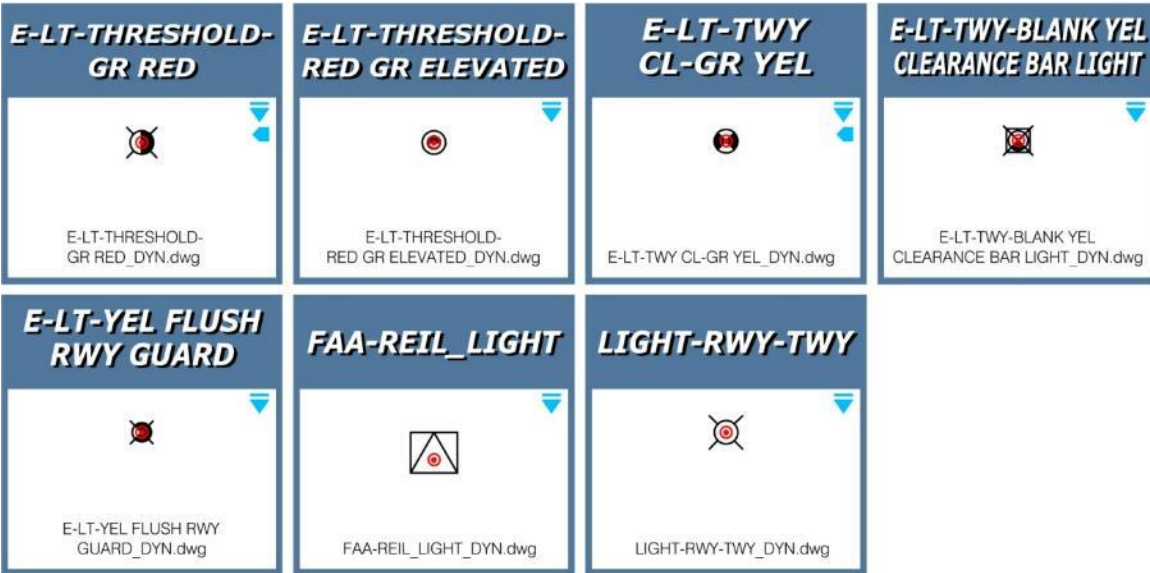 E-LT-THRESHOLD-
GR RED
E-LT-THRESHOLD-
GR RED_DYN.dwg
E-LT-THRESHOLD-
RED GR ELEVATED
E-LT-THRESHOLD-
RED GR ELEVATED_DYN.dwg
E-LT-TWY
CL-GR YEL
E-LT-TWY CL-GR YEL_DYN.dwg
E-LT-TWY-BLANK YEL
CLEARANCE BAR LIGHT
E-LT-TWY-BLANK YEL
CLEARANCE BAR LIGHT_DYN.dwg
E-LT-YEL FLUSH
RWY GUARD
E-LT-YEL FLUSH RWY
GUARD_DYN.dwg
FAA-REIL_LIGHT
FAA-REIL_LIGHT_DYN.dwg
LIGHT-RWY-TWY
LIGHT-RWY-TWY_DYN.dwg